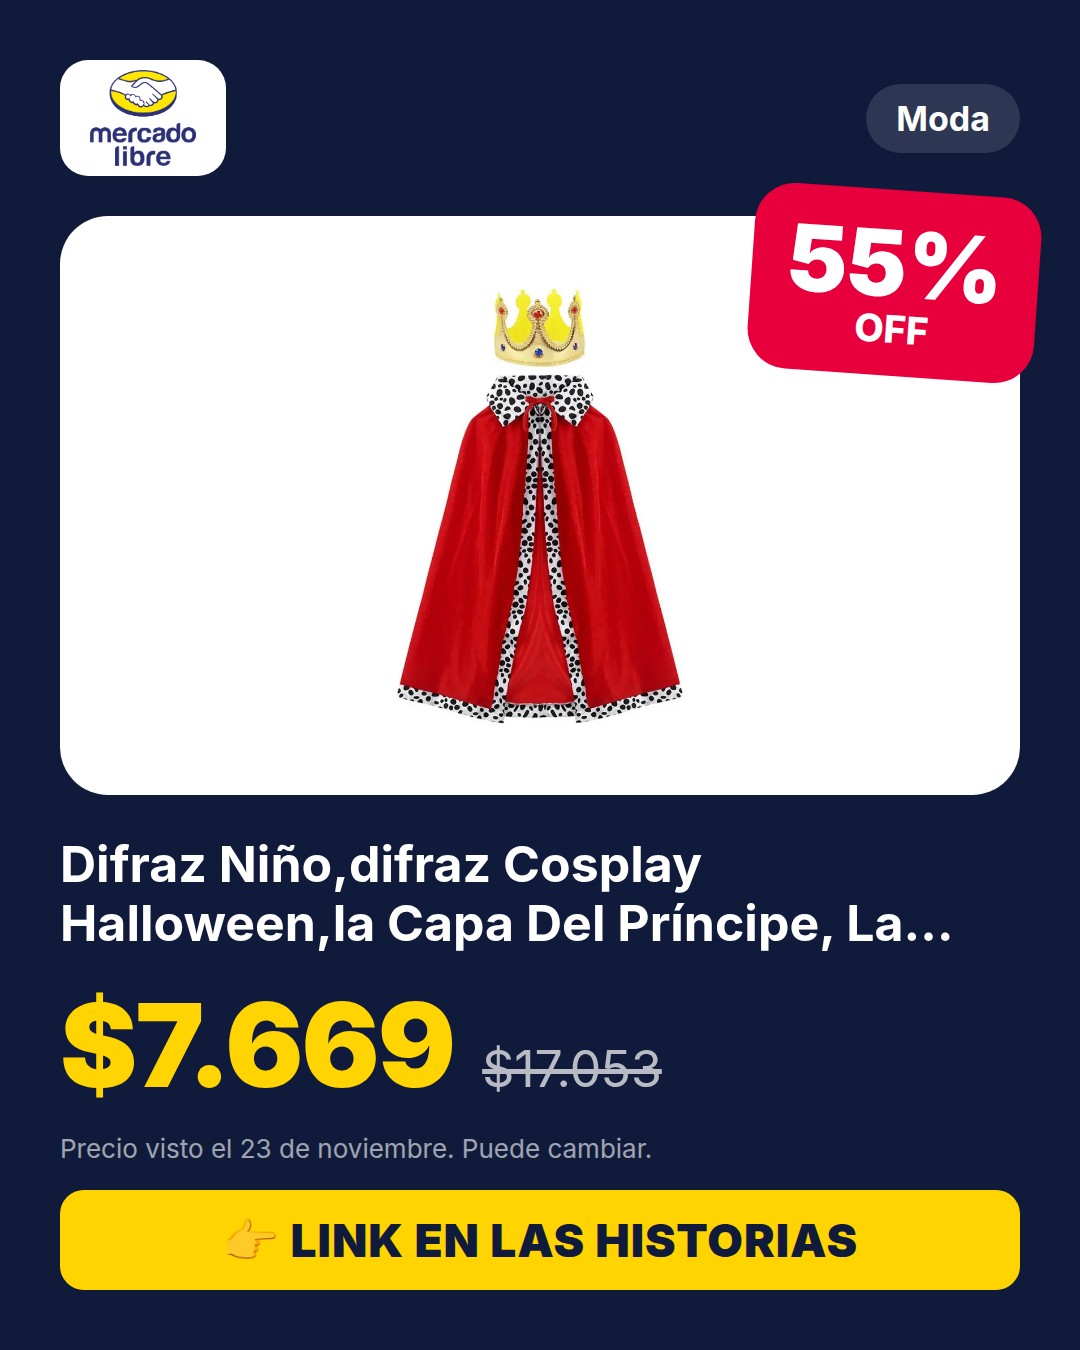 mercado
libre
Moda
55%
OFF
Difraz Niño,difraz Cosplay
Halloween,la Capa Del Príncipe, La...
$7.669 $17.053
Precio visto el 23 de noviembre. Puede cambiar.
👉 LINK EN LAS HISTORIAS